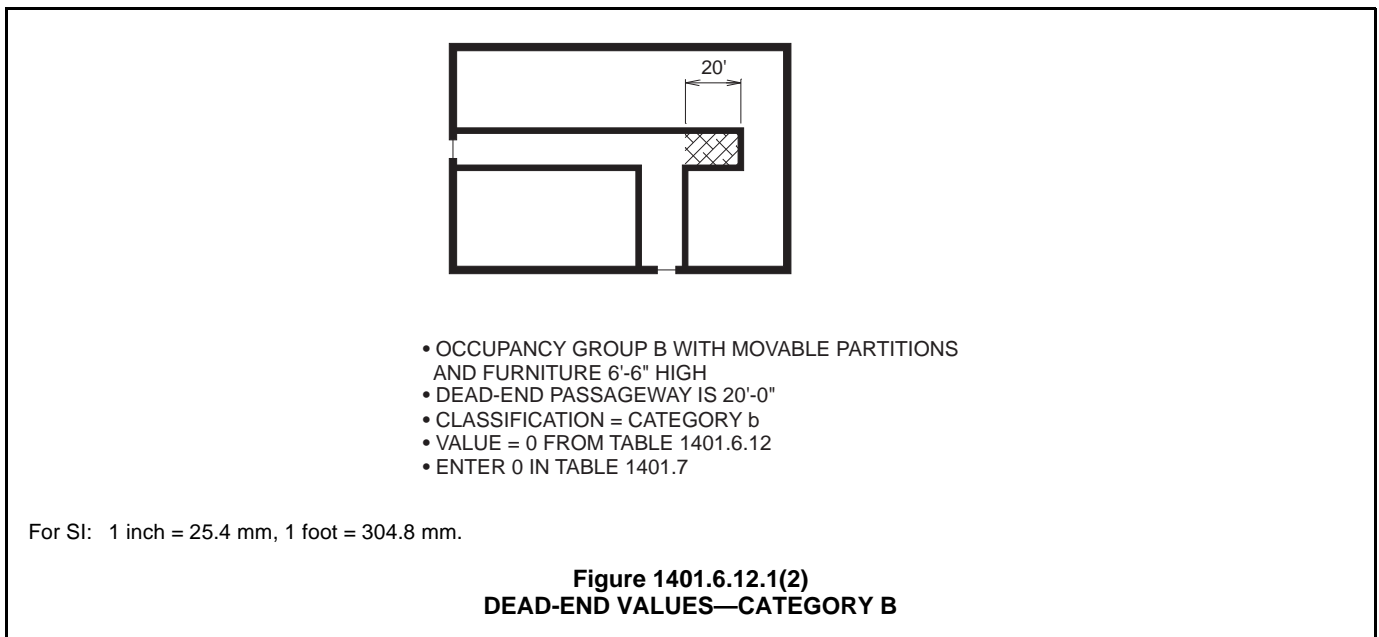 20'
• OCCUPANCY GROUP B WITH MOVABLE PARTITIONS
AND FURNITURE 6'-6" HIGH
• DEAD-END PASSAGEWAY IS 20'-0"
• CLASSIFICATION = CATEGORY b
• VALUE = 0 FROM TABLE 1401.6.12
• ENTER 0 IN TABLE 1401.7
For SI: 1 inch = 25.4 mm, 1 foot = 304.8 mm.
Figure 1401.6.12.1(2)
DEAD-END VALUES—CATEGORY B